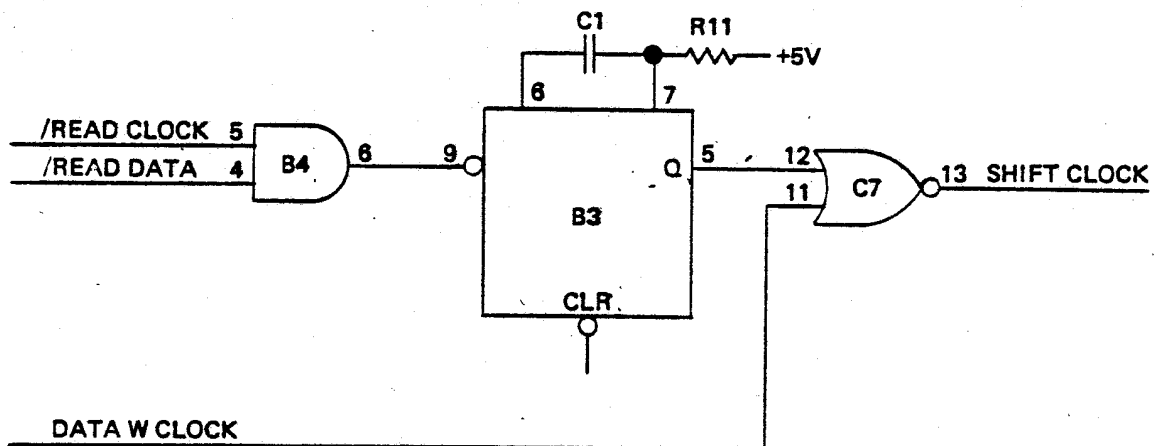 C1
R11
+5V
6
7
/READ CLOCK 5
/READ DATA 4
B4
6
9
Q
5
12
11
C7
13 SHIFT CLOCK
B3
CLR
DATA W CLOCK